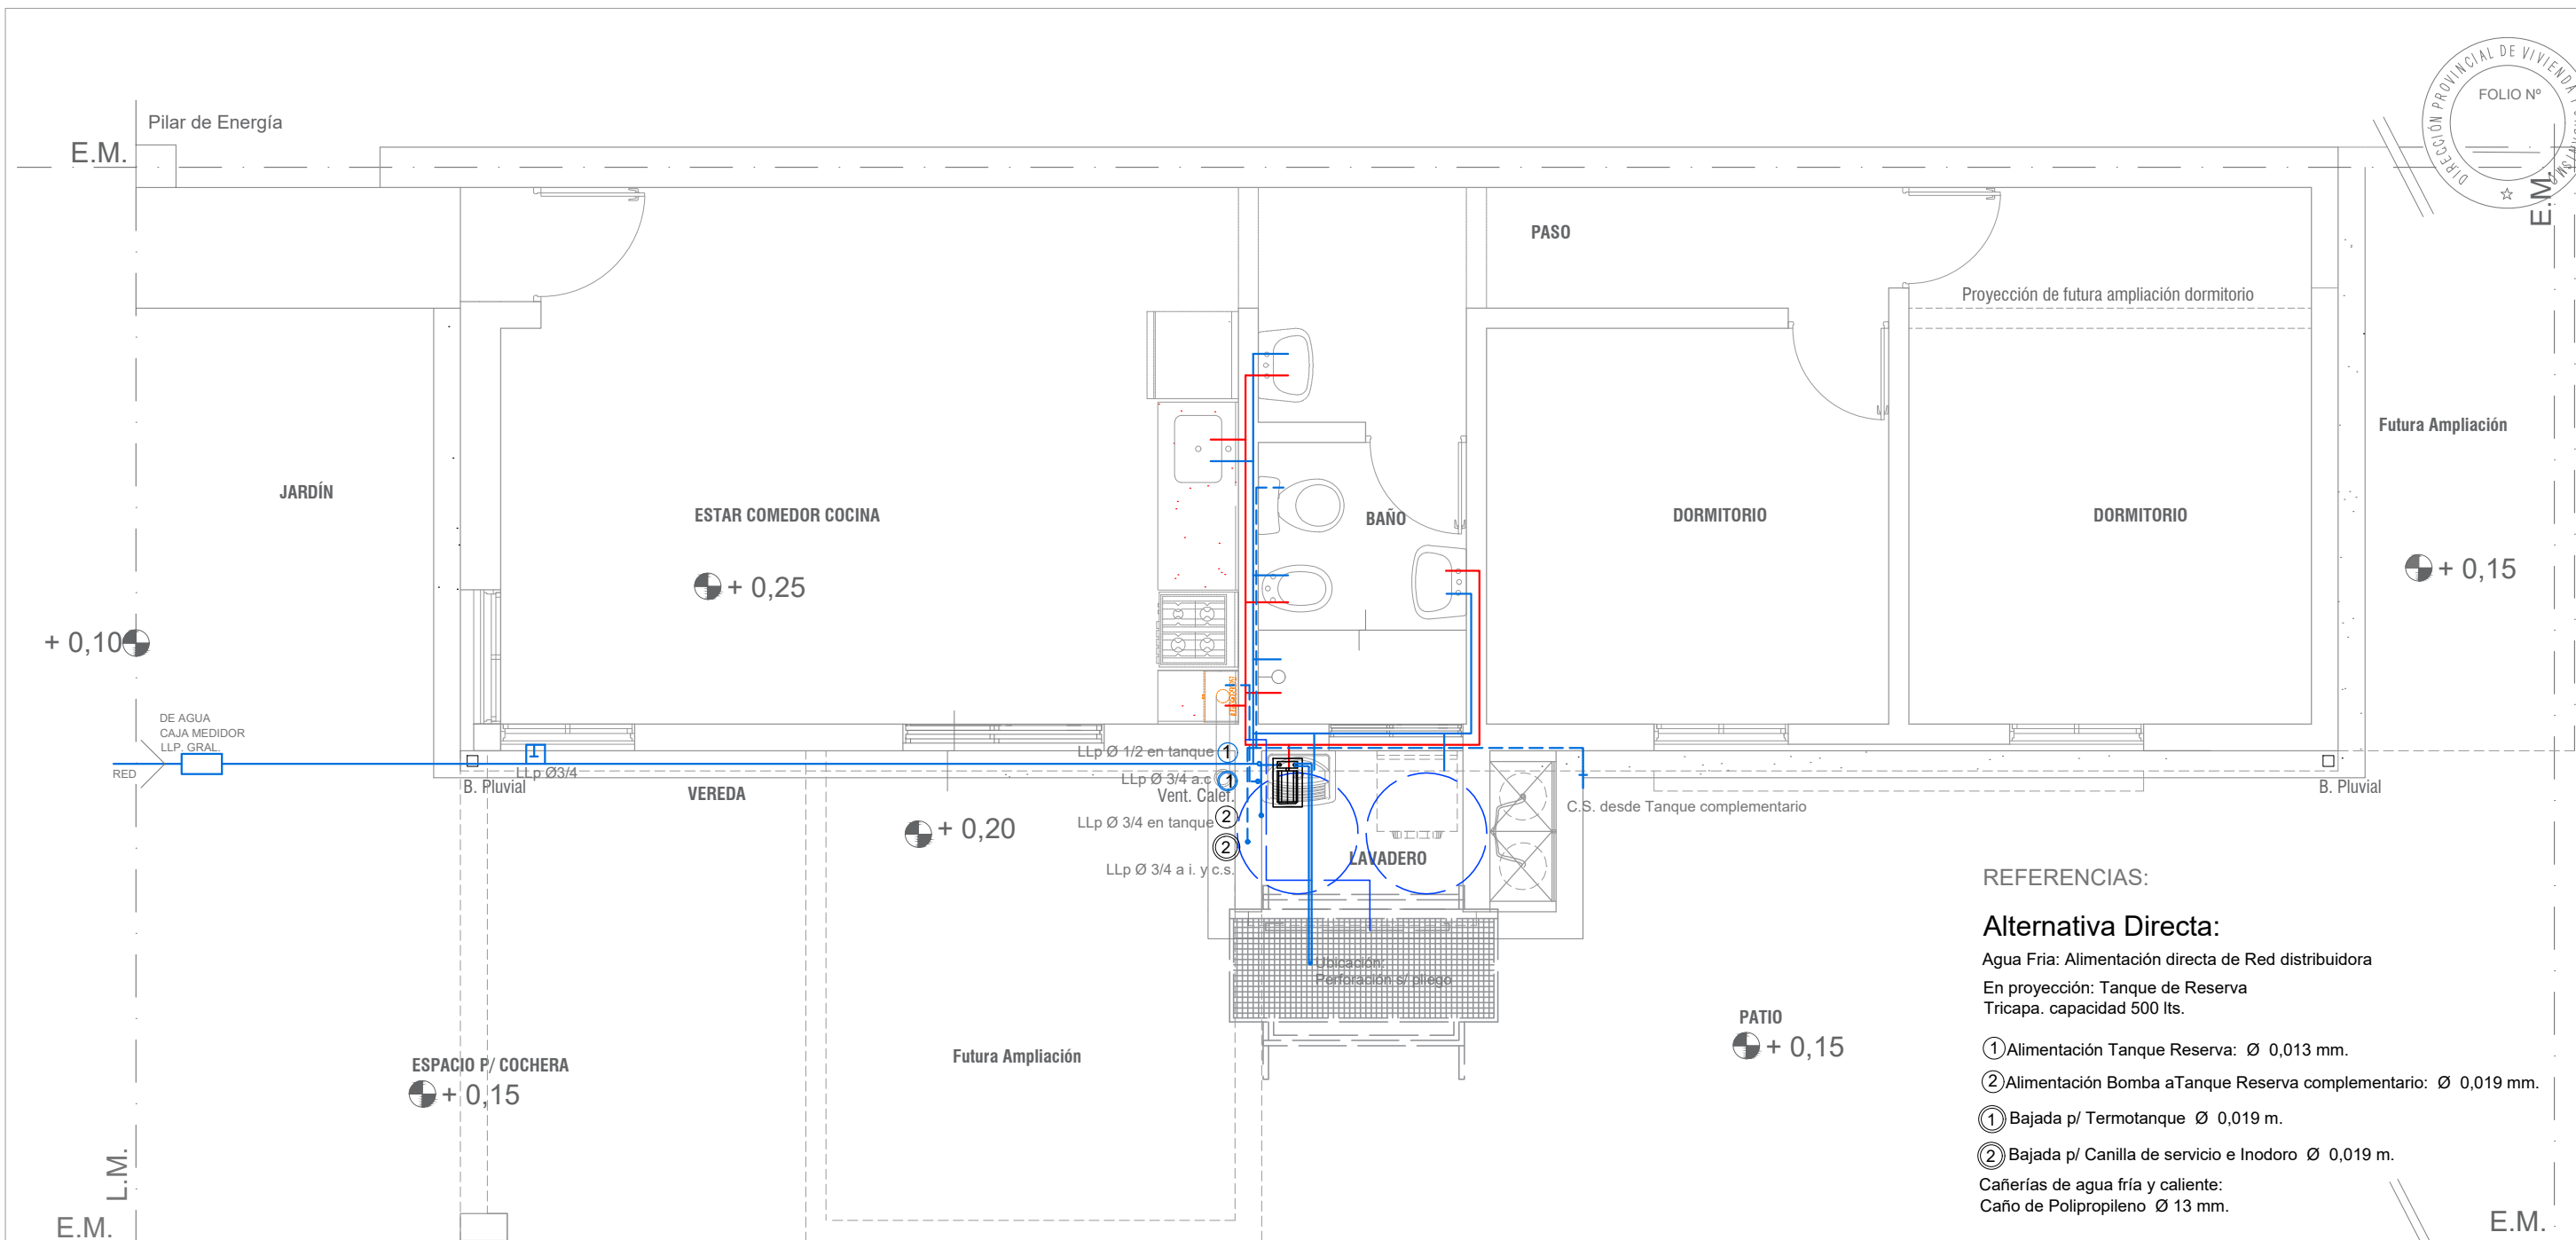 DIRECCIÓN PROVINCIAL DE VIVIENDA Y URBANISMO
FOLIO Nº
Pilar de Energía
E.M.
E.M.
PASO
Proyección de futura ampliación dormitorio
Futura Ampliación
JARDÍN
ESTAR COMEDOR COCINA
BAÑO
DORMITORIO
DORMITORIO
+ 0,25
+ 0,15
+ 0,10
DE AGUA
CAJA MEDIDOR
LLP. GRAL.
RED
LLp Ø3/4
B. Pluvial
VEREDA
LLp Ø 1/2 en tanque 1
LLp Ø 3/4 a.c 1
Vent. Calef.
LLp Ø 3/4 en tanque 2
2
LLp Ø 3/4 a i. y c.s.
+ 0,20
LAVADERO
C.S. desde Tanque complementario
B. Pluvial
Ubicación:
Perforación s/ pliego
PATIO
+ 0,15
Futura Ampliación
ESPACIO P/ COCHERA
+ 0,15
L.M.
E.M.
REFERENCIAS:
Alternativa Directa:
Agua Fria: Alimentación directa de Red distribuidora
En proyección: Tanque de Reserva
Tricapa. capacidad 500 lts.
1 Alimentación Tanque Reserva: Ø 0,013 mm.
2 Alimentación Bomba aTanque Reserva complementario: Ø 0,019 mm.
1 Bajada p/ Termotanque Ø 0,019 m.
2 Bajada p/ Canilla de servicio e Inodoro Ø 0,019 m.
Cañerías de agua fría y caliente:
Caño de Polipropileno Ø 13 mm.
E.M.